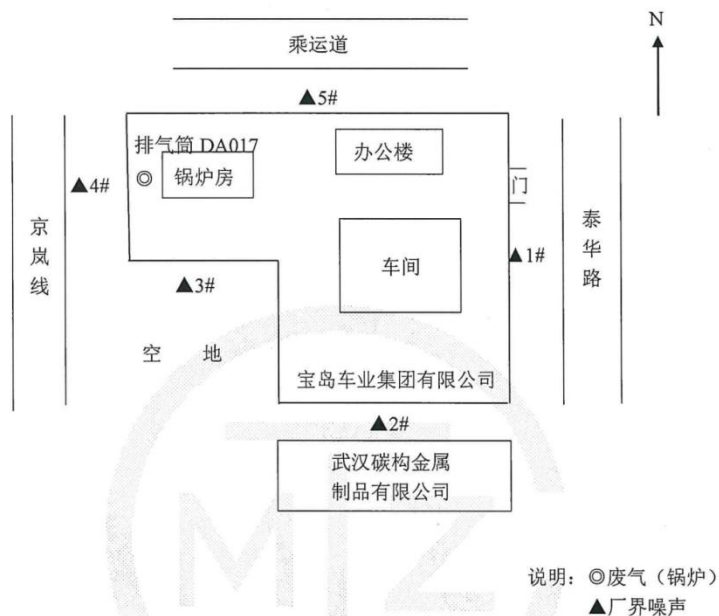 N
乘运道
▲5#
排气筒 DA017
办公楼
◎
锅炉房
▲4#
门
京岚线
泰华路
▲1#
车间
▲3#
空 地
宝岛车业集团有限公司
▲2#
武汉碳构金属
制品有限公司
MTZ
说明：◎废气（锅炉）
▲厂界噪声